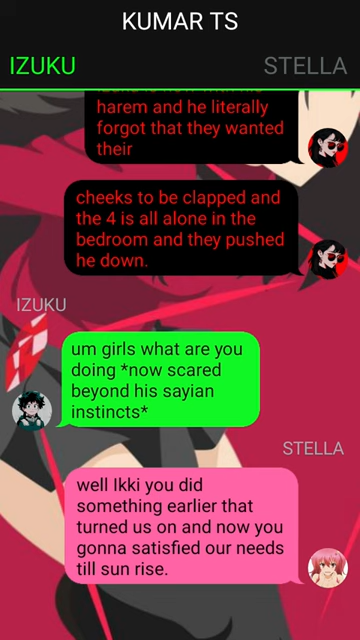 KUMAR TS
IZUKU
STELLA
harem and he literally
forgot that they wanted
their
cheeks to be clapped and
the 4 is all alone in the
bedroom and they pushed
he down.
IZUKU
um girls what are you
doing *now scared
beyond his sayian
instincts*
STELLA
well Ikki you did
something earlier that
turned us on and now you
gonna satisfied our needs
till sun rise.